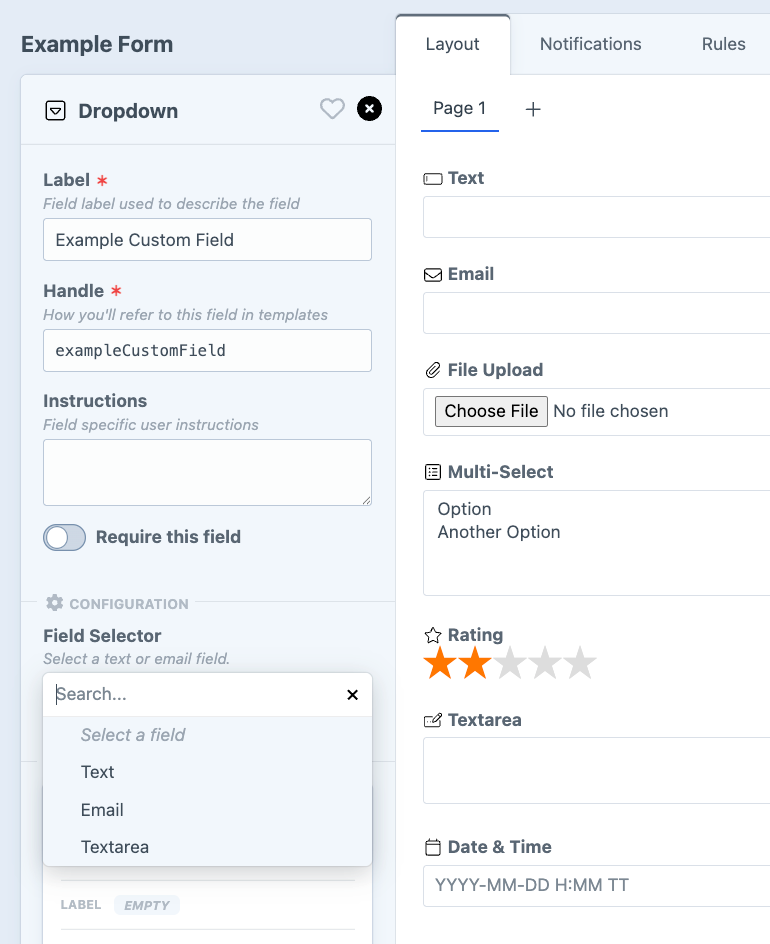 Example Form
Layout
Notifications
Rules
Dropdown
Page 1
Label *
Field label used to describe the field
Example Custom Field
Handle *
How you'll refer to this field in templates
exampleCustomField
Instructions
Field specific user instructions
Require this field
CONFIGURATION
Field Selector
Select a text or email field.
Search...
Select a field
Text
Email
Textarea
LABEL EMPTY
Text
Email
File Upload
Choose File No file chosen
Multi-Select
Option
Another Option
Rating
Textarea
Date & Time
YYYY-MM-DD H:MM TT